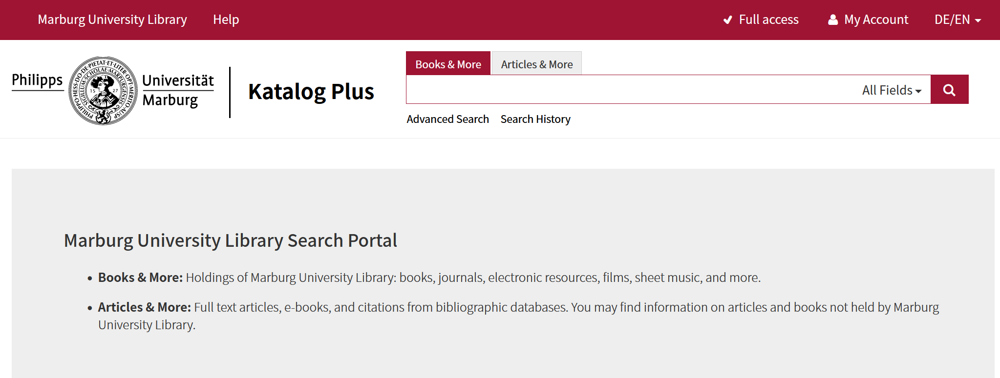 Marburg University Library Help Full access My Account DE/EN
Books & More Articles & More
Philipps Universität Marburg
PHILIPPO·HESS·DO·DE·PIETAT·ET·LITER·OPT·MERITO·AUSP
SIGILLUM·SCHOLAE·MARPURGENSIS
15 27
Katalog Plus
All Fields
Advanced Search Search History
Marburg University Library Search Portal
• Books & More: Holdings of Marburg University Library: books, journals, electronic resources, films, sheet music, and more.
• Articles & More: Full text articles, e-books, and citations from bibliographic databases. You may find information on articles and books not held by Marburg
University Library.